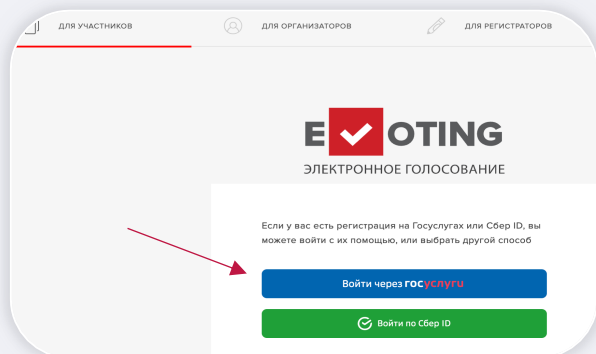 ДЛЯ УЧАСТНИКОВ
ДЛЯ ОРГАНИЗАТОРОВ
ДЛЯ РЕГИСТРАТОРОВ
E OTING
ЭЛЕКТРОННОЕ ГОЛОСОВАНИЕ
Если у вас есть регистрация на Госуслугах или Сбер ID, вы
можете войти с их помощью, или выбрать другой способ
Войти через госуслуги
Войти по Сбер ID